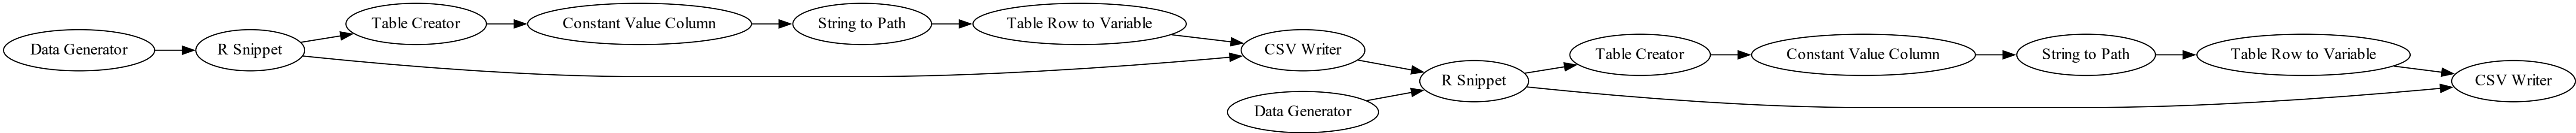 Data Generator
R Snippet
Table Creator
Constant Value Column
String to Path
Table Row to Variable
CSV Writer
Data Generator
R Snippet
Table Creator
Constant Value Column
String to Path
Table Row to Variable
CSV Writer